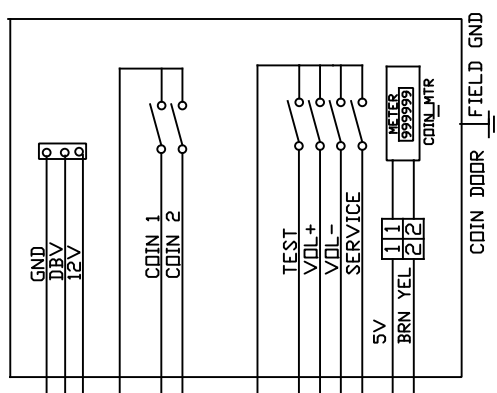 GND
DBV
12V
COIN 1
COIN 2
TEST
VOL+
VOL-
SERVICE
METER
999999
COIN_MTR
1 2
1 2
5V
BRN YEL
COIN DOOR
FIELD GND